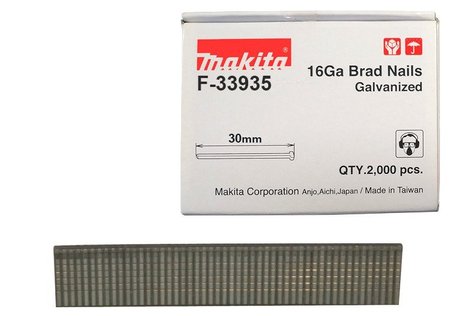 makita
F-33935
16Ga Brad Nails
Galvanized
30mm
QTY.2,000 pcs.
Makita Corporation Anjo,Aichi,Japan / Made in Taiwan